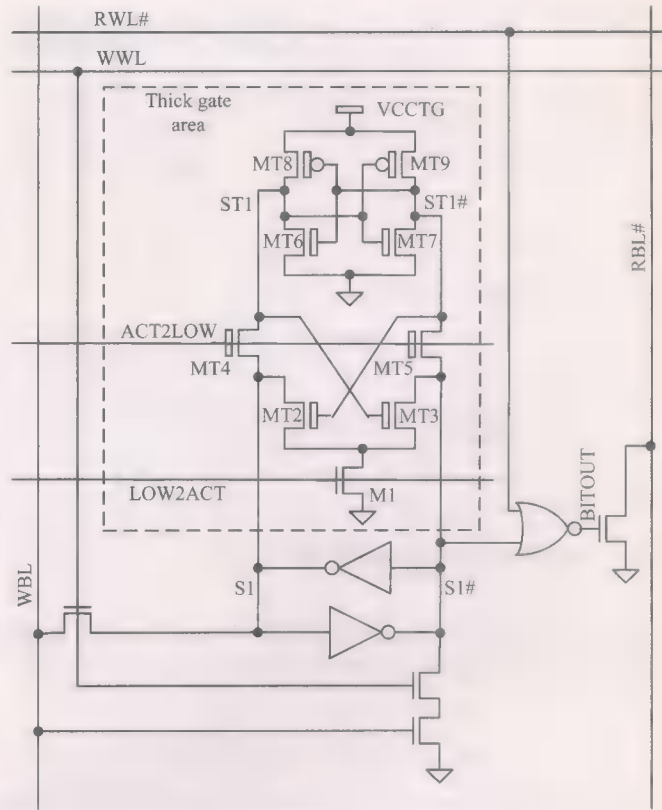 RWL#
WWL
Thick gate
area
VCCTG
MT8
MT9
ST1
ST1#
MT6
MT7
RBL#
ACT2LOW
MT4
MT5
MT2
MT3
LOW2ACT
M1
BITOUT
WBL
S1
S1#